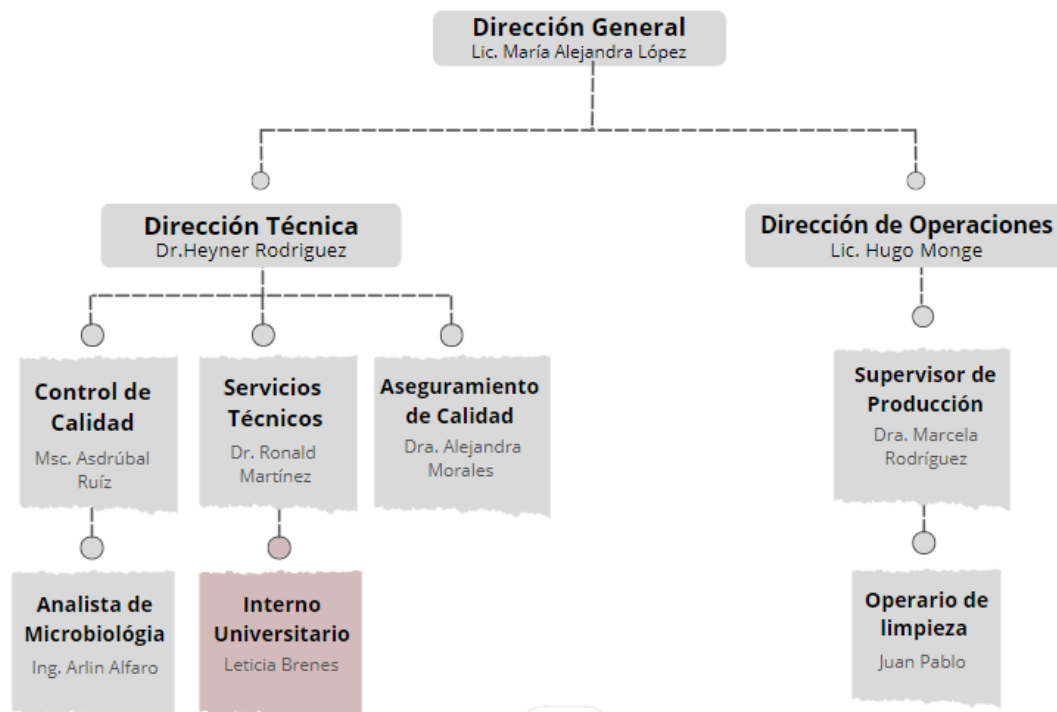 Dirección General
Lic. María Alejandra López
Dirección Técnica
Dr.Heyner Rodriguez
Dirección de Operaciones
Lic. Hugo Monge
Control de
Calidad
Msc. Asdrúbal
Ruíz
Servicios
Técnicos
Dr. Ronald
Martínez
Aseguramiento
de Calidad
Dra. Alejandra
Morales
Supervisor de
Producción
Dra. Marcela
Rodríguez
Analista de
Microbiológia
Ing. Arlin Alfaro
Interno
Universitario
Leticia Brenes
Operario de
limpieza
Juan Pablo